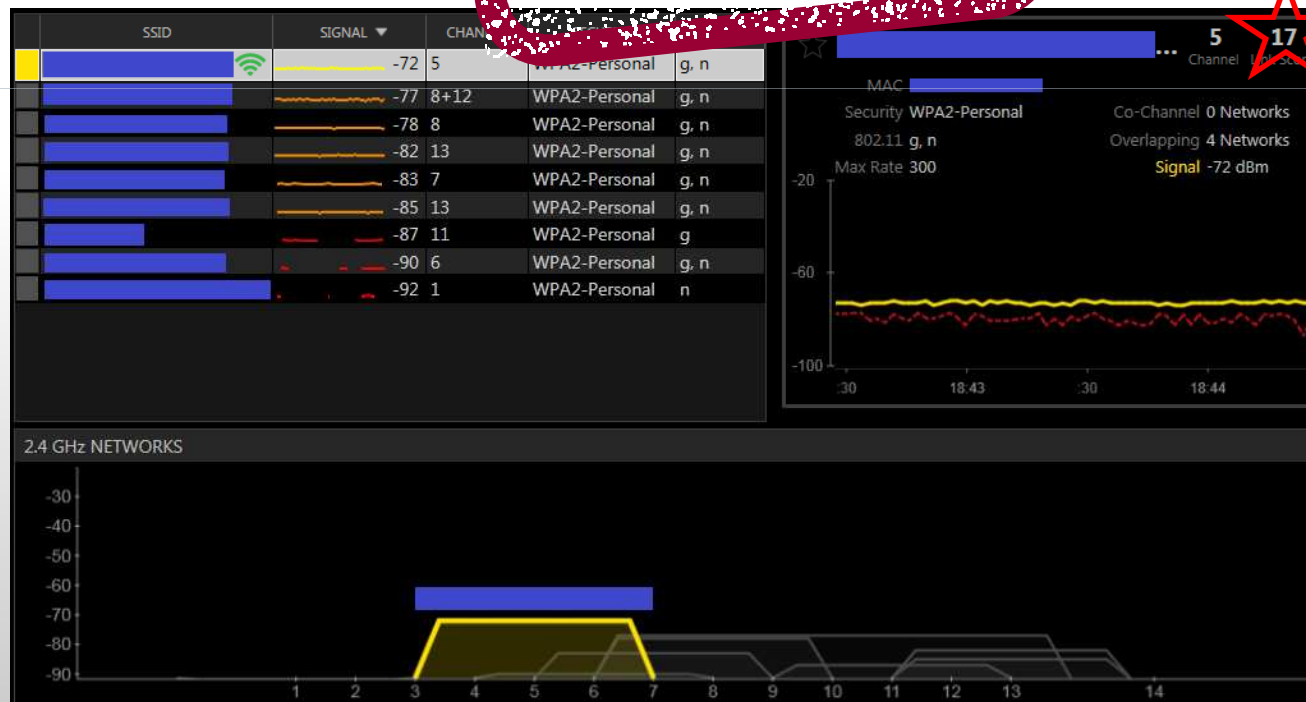 SSID SIGNAL ▼ CHAN
-72 5 WPA2-Personal g, n
-77 8+12 WPA2-Personal g, n
-78 8 WPA2-Personal g, n
-82 13 WPA2-Personal g, n
-83 7 WPA2-Personal g, n
-85 13 WPA2-Personal g, n
-87 11 WPA2-Personal g
-90 6 WPA2-Personal g, n
-92 1 WPA2-Personal n
... 5 17
Channel Link Score
MAC
Security WPA2-Personal Co-Channel 0 Networks
802.11 g, n Overlapping 4 Networks
Max Rate 300 Signal -72 dBm
-20
-60
-100
:30 18:43 :30 18:44
2.4 GHz NETWORKS
-30
-40
-50
-60
-70
-80
-90
1 2 3 4 5 6 7 8 9 10 11 12 13 14